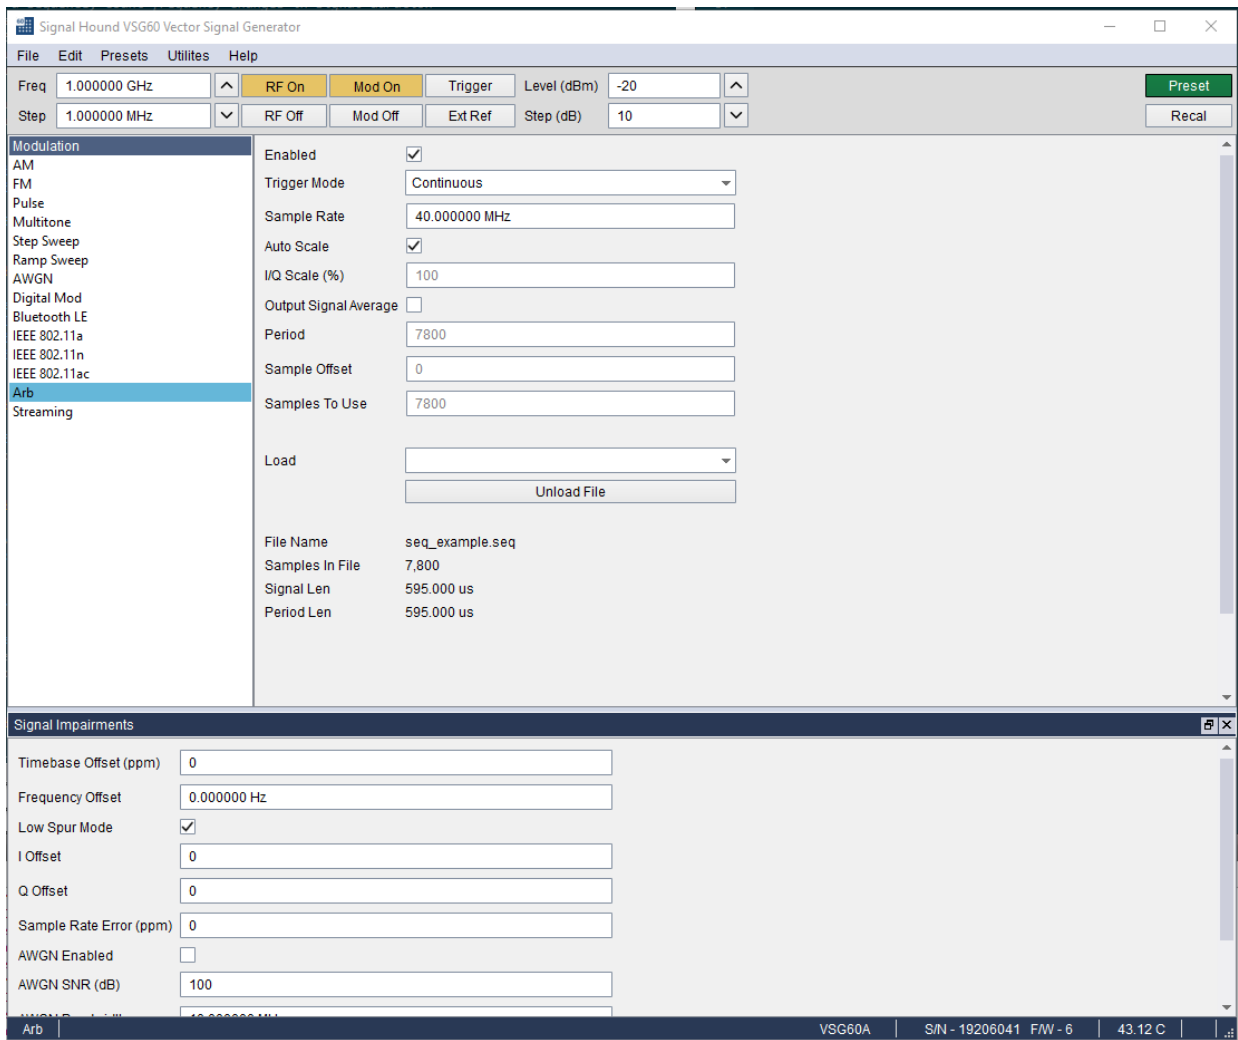 Signal Hound VSG60 Vector Signal Generator
File Edit Presets Utilites Help
Freq 1.000000 GHz RF On Mod On Trigger Level (dBm) -20 Preset
Step 1.000000 MHz RF Off Mod Off Ext Ref Step (dB) 10 Recal
Modulation
AM
FM
Pulse
Multitone
Step Sweep
Ramp Sweep
AWGN
Digital Mod
Bluetooth LE
IEEE 802.11a
IEEE 802.11n
IEEE 802.11ac
Arb
Streaming
Enabled
Trigger Mode Continuous
Sample Rate 40.000000 MHz
Auto Scale
I/Q Scale (%) 100
Output Signal Average
Period 7800
Sample Offset 0
Samples To Use 7800
Load
Unload File
File Name seq_example.seq
Samples In File 7,800
Signal Len 595.000 us
Period Len 595.000 us
Signal Impairments
Timebase Offset (ppm) 0
Frequency Offset 0.000000 Hz
Low Spur Mode
I Offset 0
Q Offset 0
Sample Rate Error (ppm) 0
AWGN Enabled
AWGN SNR (dB) 100
Arb VSG60A S/N - 19206041 F/W - 6 43.12 C